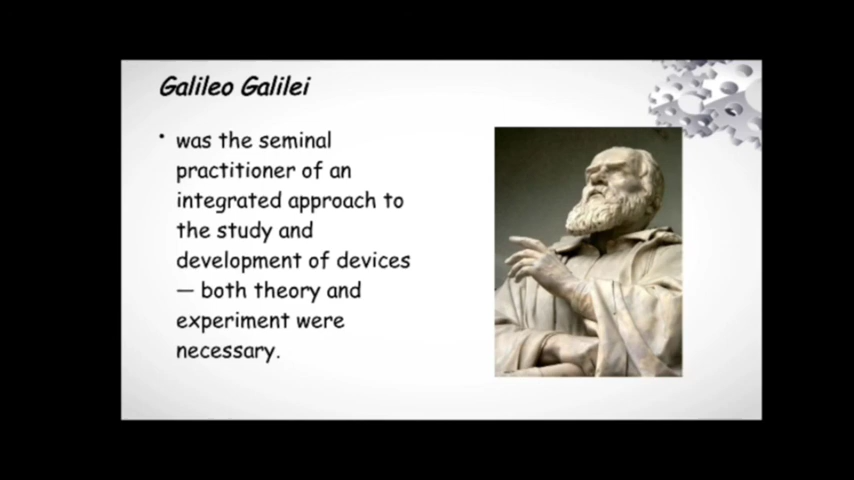 Galileo Galilei
• was the seminal
practitioner of an
integrated approach to
the study and
development of devices
— both theory and
experiment were
necessary.